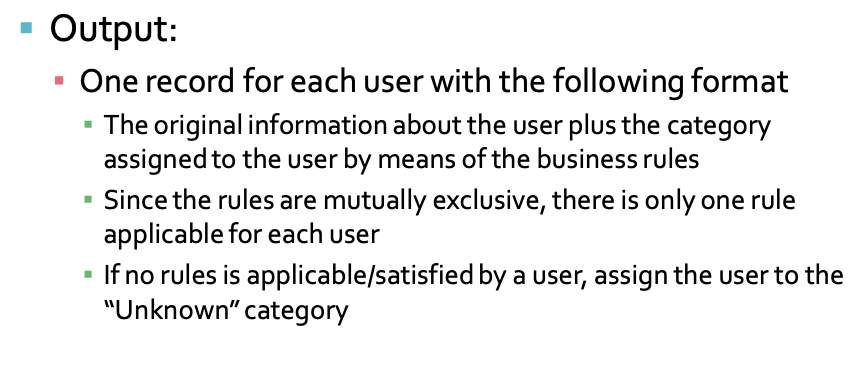 Output:
One record for each user with the following format
The original information about the user plus the category
assigned to the user by means of the business rules
Since the rules are mutually exclusive, there is only one rule
applicable for each user
If no rules is applicable/satisfied by a user, assign the user to the
“Unknown” category